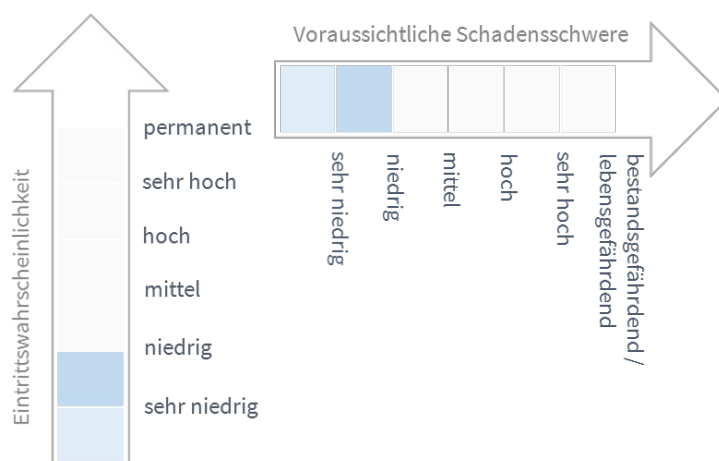 Voraussichtliche Schadensschwere
sehr niedrig
niedrig
mittel
hoch
sehr hoch
bestandsgefährdend /
lebensgefährdend
Eintrittswahrscheinlichkeit
permanent
sehr hoch
hoch
mittel
niedrig
sehr niedrig